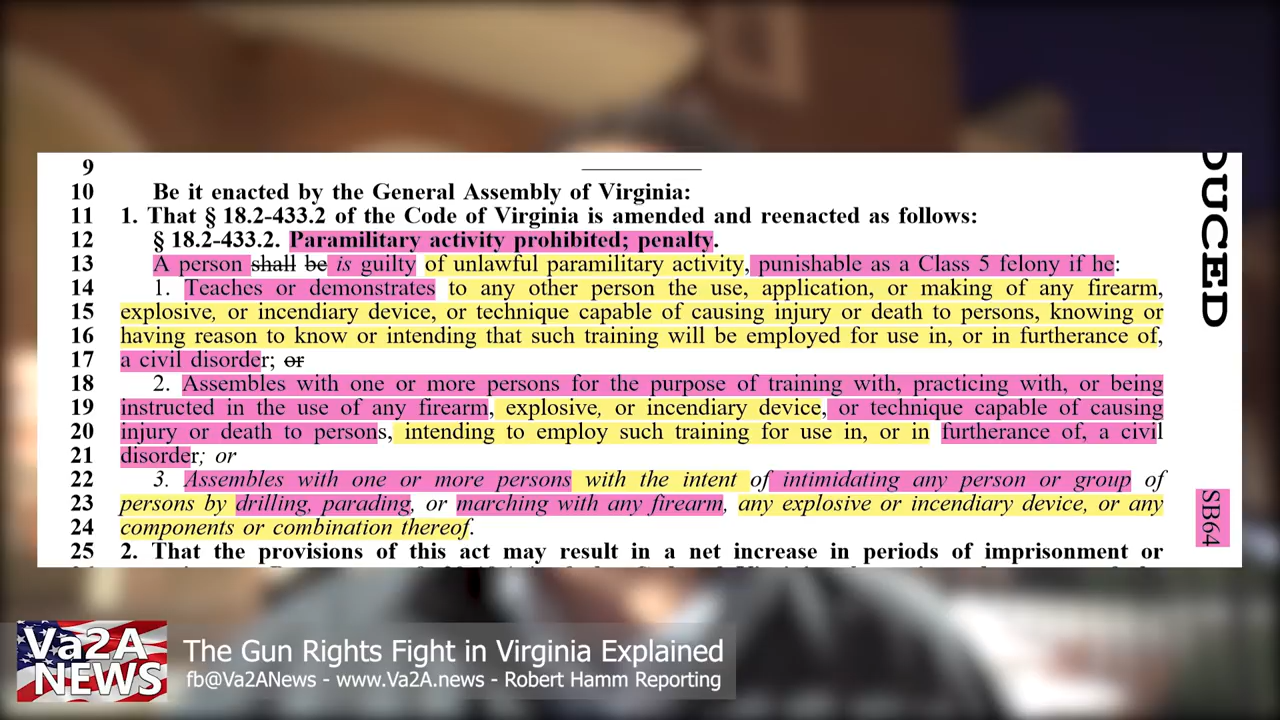 9
10 Be it enacted by the General Assembly of Virginia:
11 1. That § 18.2-433.2 of the Code of Virginia is amended and reenacted as follows:
12 § 18.2-433.2. Paramilitary activity prohibited; penalty.
13 A person shall be is guilty of unlawful paramilitary activity, punishable as a Class 5 felony if he:
14 1. Teaches or demonstrates to any other person the use, application, or making of any firearm,
15 explosive, or incendiary device, or technique capable of causing injury or death to persons, knowing or
16 having reason to know or intending that such training will be employed for use in, or in furtherance of,
17 a civil disorder; or
18 2. Assembles with one or more persons for the purpose of training with, practicing with, or being
19 instructed in the use of any firearm, explosive, or incendiary device, or technique capable of causing
20 injury or death to persons, intending to employ such training for use in, or in furtherance of, a civil
21 disorder; or
22 3. Assembles with one or more persons with the intent of intimidating any person or group of
23 persons by drilling, parading, or marching with any firearm, any explosive or incendiary device, or any
24 components or combination thereof.
25 2. That the provisions of this act may result in a net increase in periods of imprisonment or
DUCED
SB64
Va2A
NEWS
The Gun Rights Fight in Virginia Explained
fb@Va2ANews - www.Va2A.news - Robert Hamm Reporting